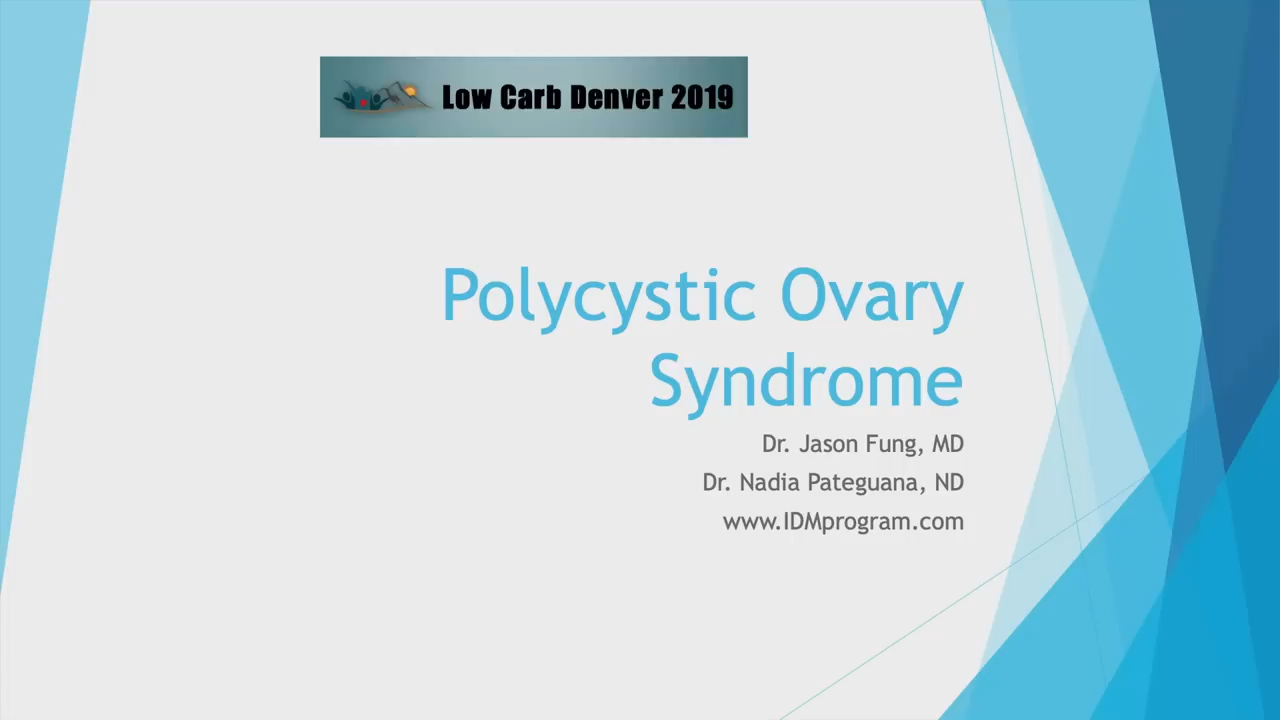 Low Carb Denver 2019
Polycystic Ovary
Syndrome
Dr. Jason Fung, MD
Dr. Nadia Pateguana, ND
www.IDMprogram.com